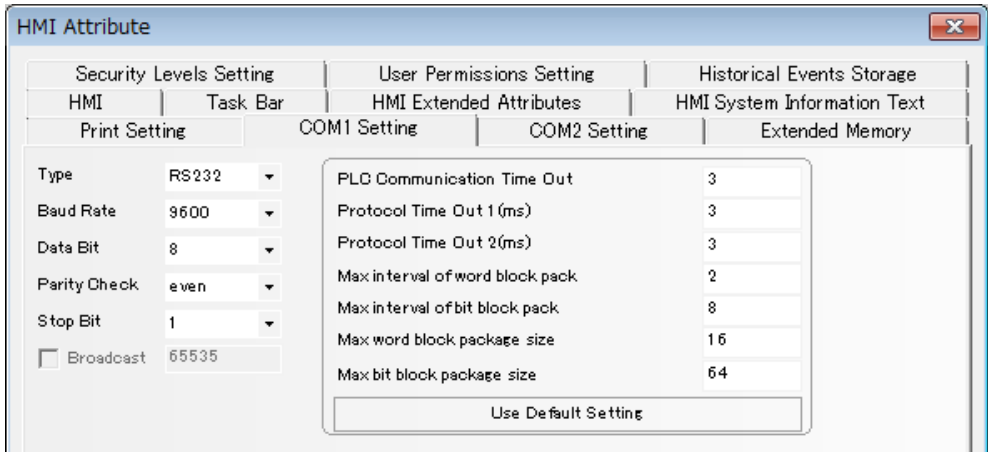 HMI Attribute
Security Levels Setting User Permissions Setting Historical Events Storage
HMI Task Bar HMI Extended Attributes HMI System Information Text
Print Setting COM1 Setting COM2 Setting Extended Memory
Type RS232
Baud Rate 9600
Data Bit 8
Parity Check even
Stop Bit 1
Broadcast 65535
PLC Communication Time Out 3
Protocol Time Out 1(ms) 3
Protocol Time Out 2(ms) 3
Max interval of word block pack 2
Max interval of bit block pack 8
Max word block package size 16
Max bit block package size 64
Use Default Setting